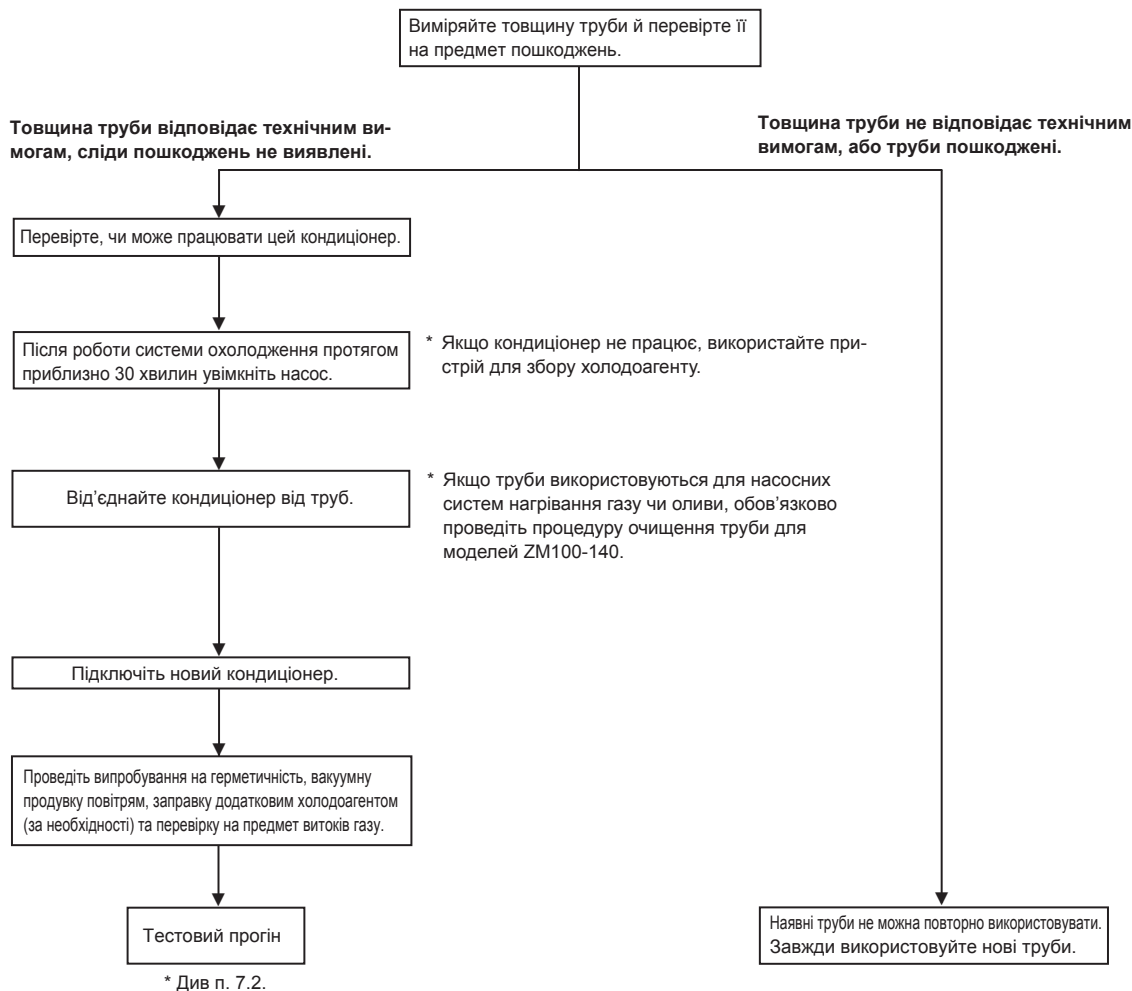 Виміряйте товщину труби й перевірте її
на предмет пошкоджень.
Товщина труби відповідає технічним ви-
могам, сліди пошкоджень не виявлені.
Товщина труби не відповідає технічним
вимогам, або труби пошкоджені.
Перевірте, чи може працювати цей кондиціонер.
Після роботи системи охолодження протягом
приблизно 30 хвилин увімкніть насос.
* Якщо кондиціонер не працює, використайте при-
стрій для збору холодоагенту.
Від’єднайте кондиціонер від труб.
* Якщо труби використовуються для насосних
систем нагрівання газу чи оливи, обов’язково
проведіть процедуру очищення труби для
моделей ZM100-140.
Підключіть новий кондиціонер.
Проведіть випробування на герметичність, вакуумну
продувку повітрям, заправку додатковим холодоагентом
(за необхідності) та перевірку на предмет витоків газу.
Тестовий прогін
* Див п. 7.2.
Наявні труби не можна повторно використовувати.
Завжди використовуйте нові труби.